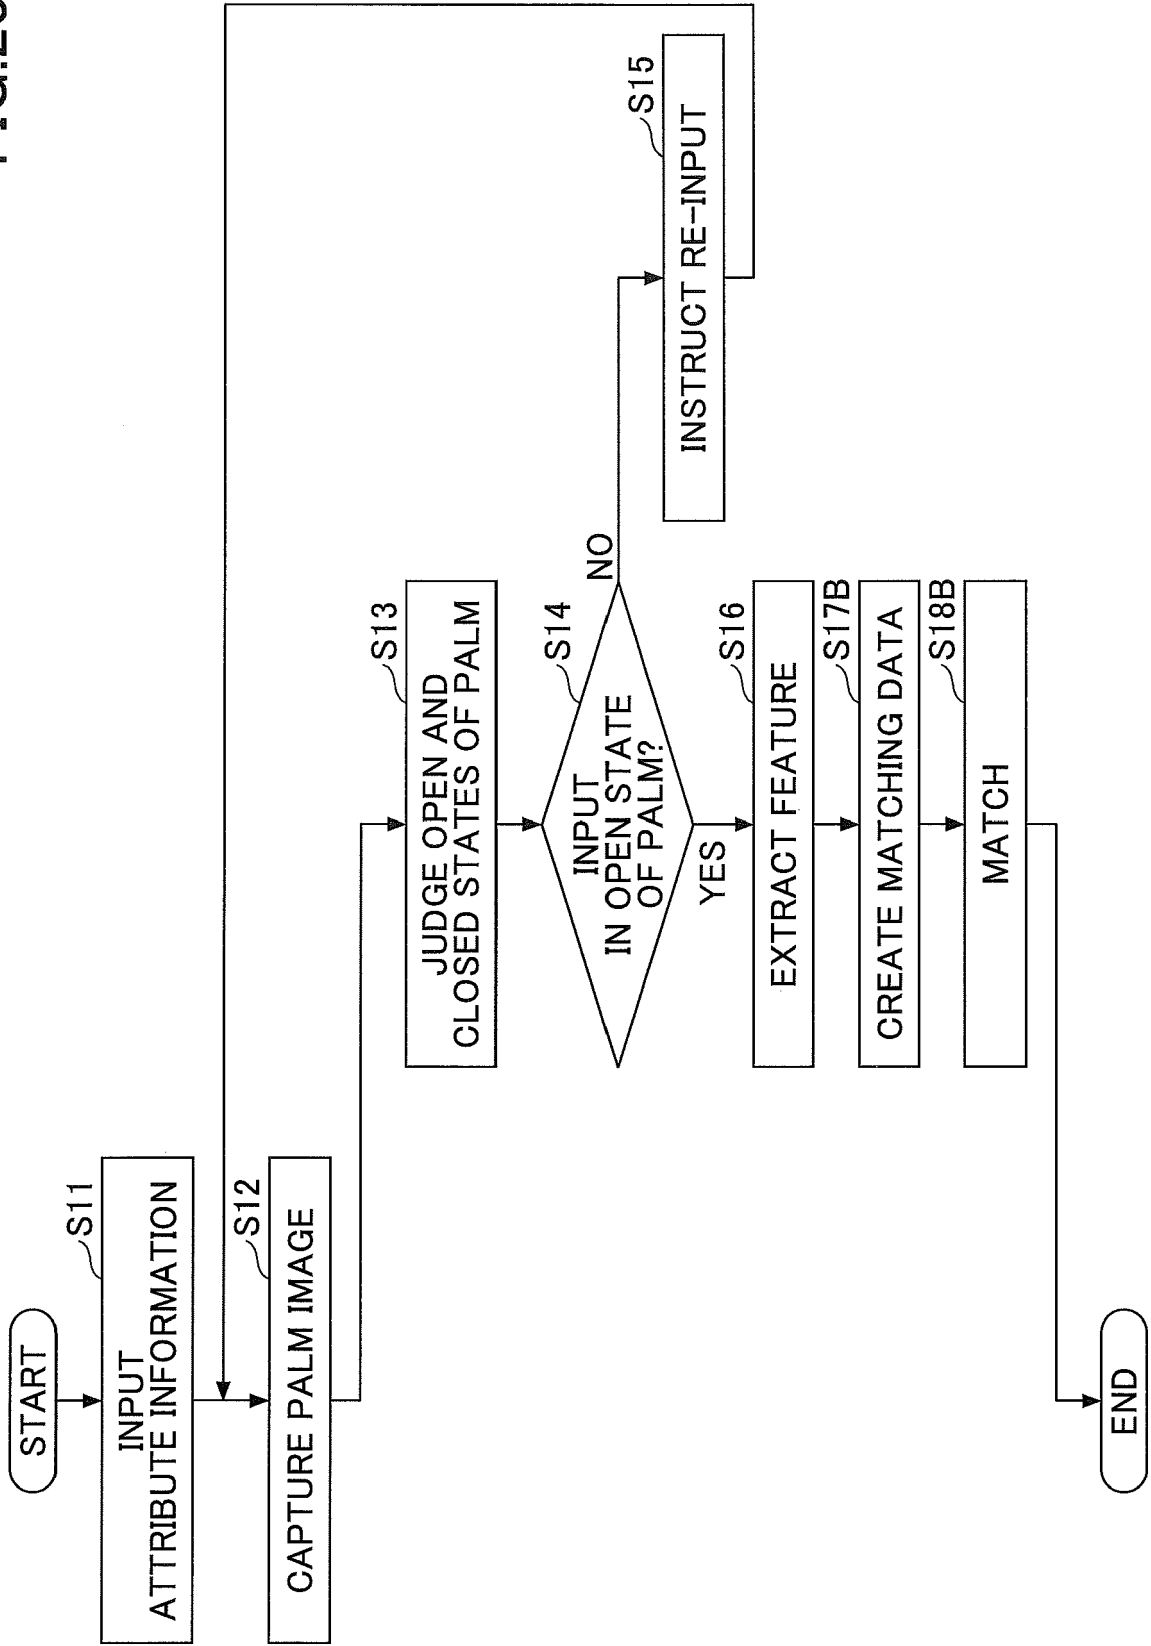 START
S11
INPUT
ATTRIBUTE INFORMATION
S12
CAPTURE PALM IMAGE
S13
JUDGE OPEN AND
CLOSED STATES OF PALM
S14
INPUT
IN OPEN STATE
OF PALM?
NO
YES
S15
INSTRUCT RE-INPUT
S16
EXTRACT FEATURE
S17B
CREATE MATCHING DATA
S18B
MATCH
END